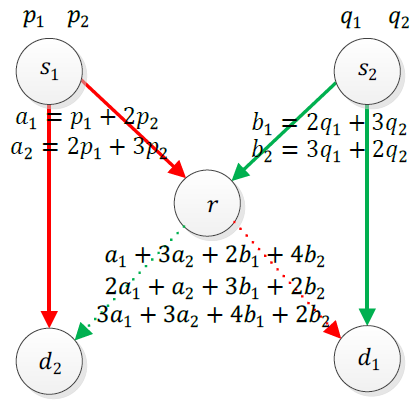 p₁ p₂ q₁ q₂
s₁ s₂
a₁ = p₁ + 2p₂
a₂ = 2p₁ + 3p₂
b₁ = 2q₁ + 3q₂
b₂ = 3q₁ + 2q₂
r
a₁ + 3a₂ + 2b₁ + 4b₂
2a₁ + a₂ + 3b₁ + 2b₂
3a₁ + 3a₂ + 4b₁ + 2b₂
d₂ d₁